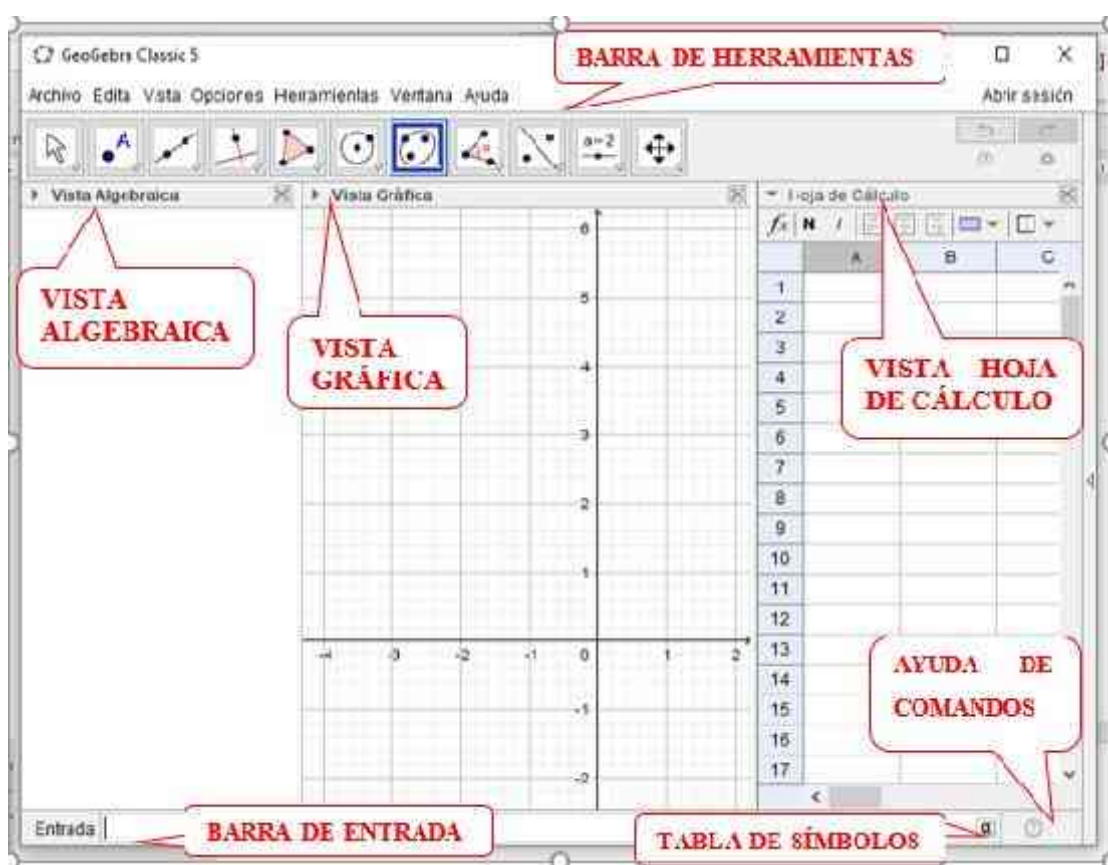 GeoGebra Classic 5
BARRA DE HERRAMIENTAS
Archivo Edita Vista Opciones Herramientas Ventana Ayuda
Abrir sesión
A
a=2
Vista Algebraica
Vista Gráfica
Hoja de Cálculo
fx N I
A B C
VISTA
ALGEBRAICA
VISTA
GRÁFICA
VISTA HOJA
DE CÁLCULO
6
5
4
3
2
1
-4 -3 -2 -1 0 1 2
-1
-2
1
2
3
4
5
6
7
8
9
10
11
12
13
14
15
16
17
AYUDA DE
COMANDOS
Entrada
BARRA DE ENTRADA
TABLA DE SÍMBOLOS
α
?